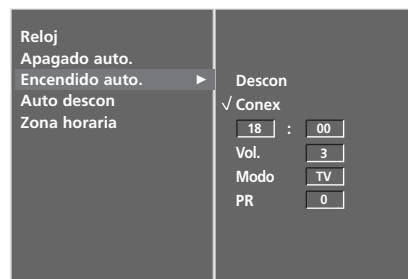 Reloj
Apagado auto.
Encendido auto. ►
Auto descon
Zona horaria
Descon
√ Conex
18 : 00
Vol. 3
Modo TV
PR 0